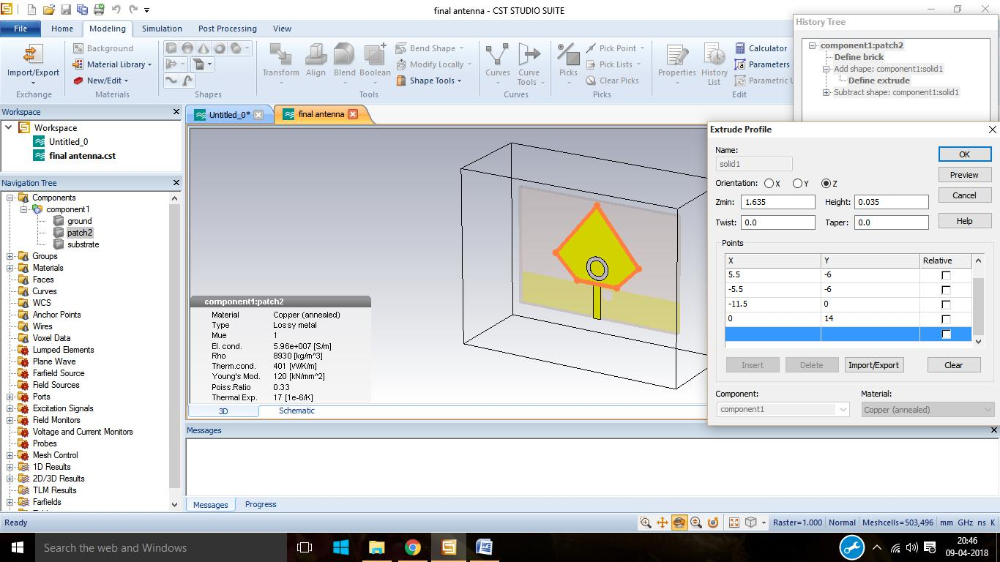 final antenna - CST STUDIO SUITE
File Home Modeling Simulation Post Processing View
Import/Export
Exchange
Background
Material Library
New/Edit
Materials
Shapes
Transform Align Blend Boolean
Bend Shape
Modify Locally
Shape Tools
Tools
Curves Curve Tools
Curves
Picks
Pick Point
Pick Lists
Clear Picks
Picks
Properties History List
Calculator
Parameters
Parametric
Edit
History Tree
component1:patch2
Define brick
Add shape: component1:solid1
Define extrude
Subtract shape: component1:solid1
Workspace
Workspace
Untitled_0
final antenna.cst
Untitled_0*
final antenna
Navigation Tree
Components
component1
ground
patch2
substrate
Groups
Materials
Faces
Curves
WCS
Anchor Points
Wires
Voxel Data
Lumped Elements
Plane Wave
Farfield Source
Field Sources
Ports
Excitation Signals
Field Monitors
Voltage and Current Monitors
Probes
Mesh Control
1D Results
2D/3D Results
TLM Results
Farfields
component1:patch2
Material Copper (annealed)
Type Lossy metal
Mue 1
El. cond. 5.96e+007 [S/m]
Rho 8930 [kg/m^3]
Therm.cond. 401 [W/K/m]
Young's Mod. 120 [kN/mm^2]
Poiss.Ratio 0.33
Thermal Exp. 17 [1e-6/K]
3D Schematic
Extrude Profile
Name:
solid1
OK
Preview
Cancel
Help
Orientation: X Y Z
Zmin: 1.635 Height: 0.035
Twist: 0.0 Taper: 0.0
Points
X Y Relative
5.5 -6
-5.5 -6
-11.5 0
0 14
Insert Delete Import/Export Clear
Component: Material:
component1 Copper (annealed)
Messages
Messages Progress
Ready
Raster=1.000 Normal Meshcells=503,496 mm GHz ns K
Search the web and Windows
20:46
09-04-2018